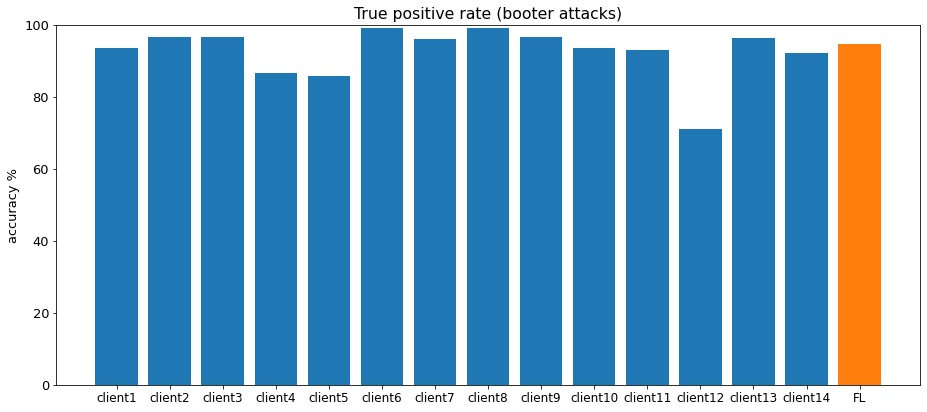 True positive rate (booter attacks)
accuracy %
100
80
60
40
20
0
client1 client2 client3 client4 client5 client6 client7 client8 client9 client10 client11 client12 client13 client14 FL